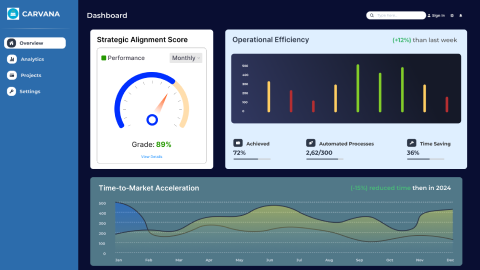 CARVANA
Overview
Analytics
Projects
Settings
Dashboard
Type here...
Sign in
Strategic Alignment Score
Performance
Monthly
Grade: 89%
View Details
Operational Efficiency
(+12%) than last week
500
400
300
200
100
0
Achieved
72%
Automated Processes
2,62/300
Time Saving
36%
Time-to-Market Acceleration
(-15%) reduced time then in 2024
500
400
300
200
100
0
Jan Feb Mar Apr May Jun Jul Aug Sep Oct Nov Dec